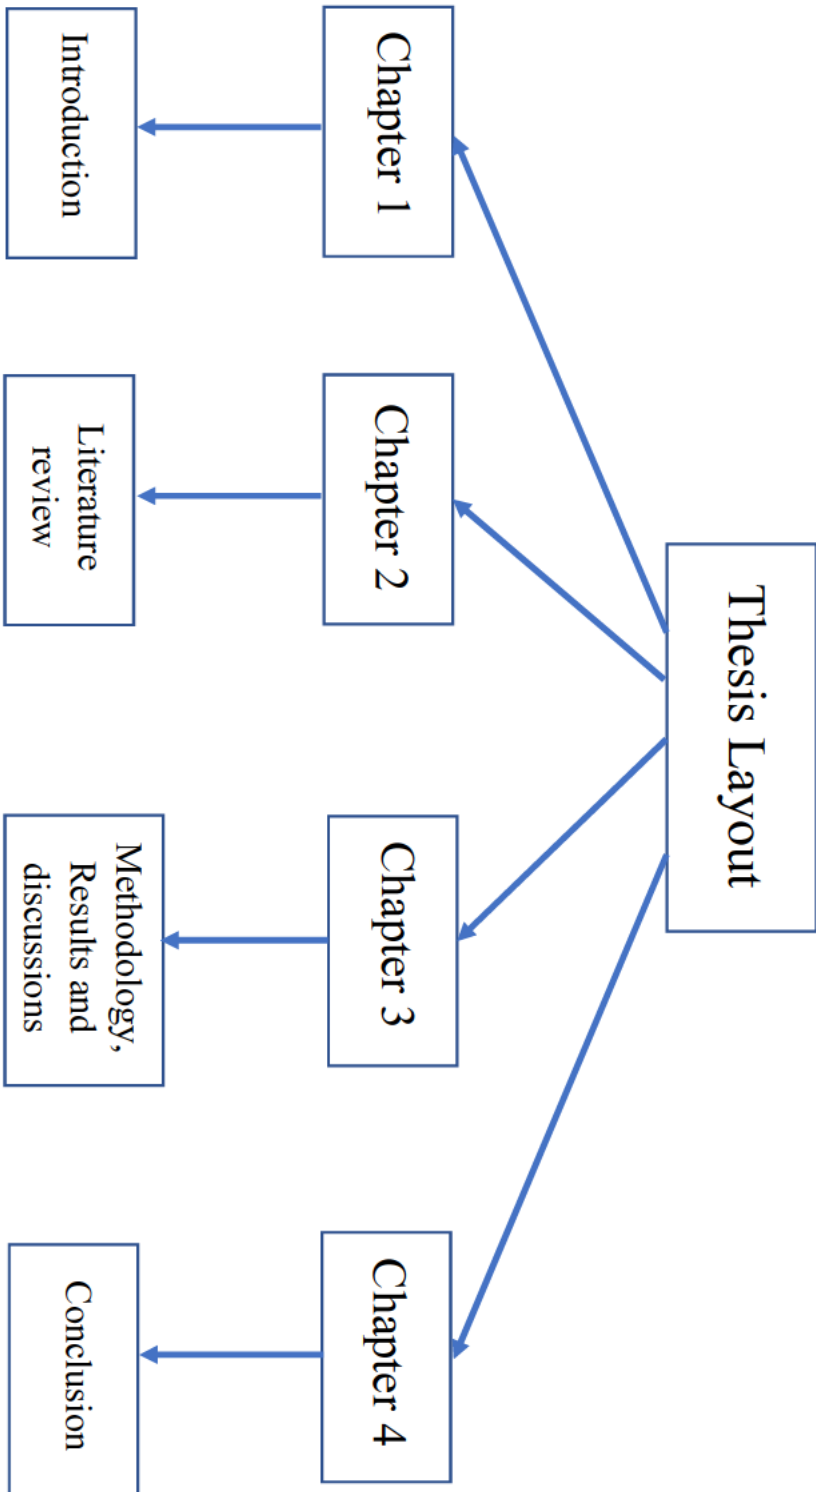 Thesis Layout
Chapter 1
Chapter 2
Chapter 3
Chapter 4
Introduction
Literature
review
Methodology,
Results and
discussions
Conclusion